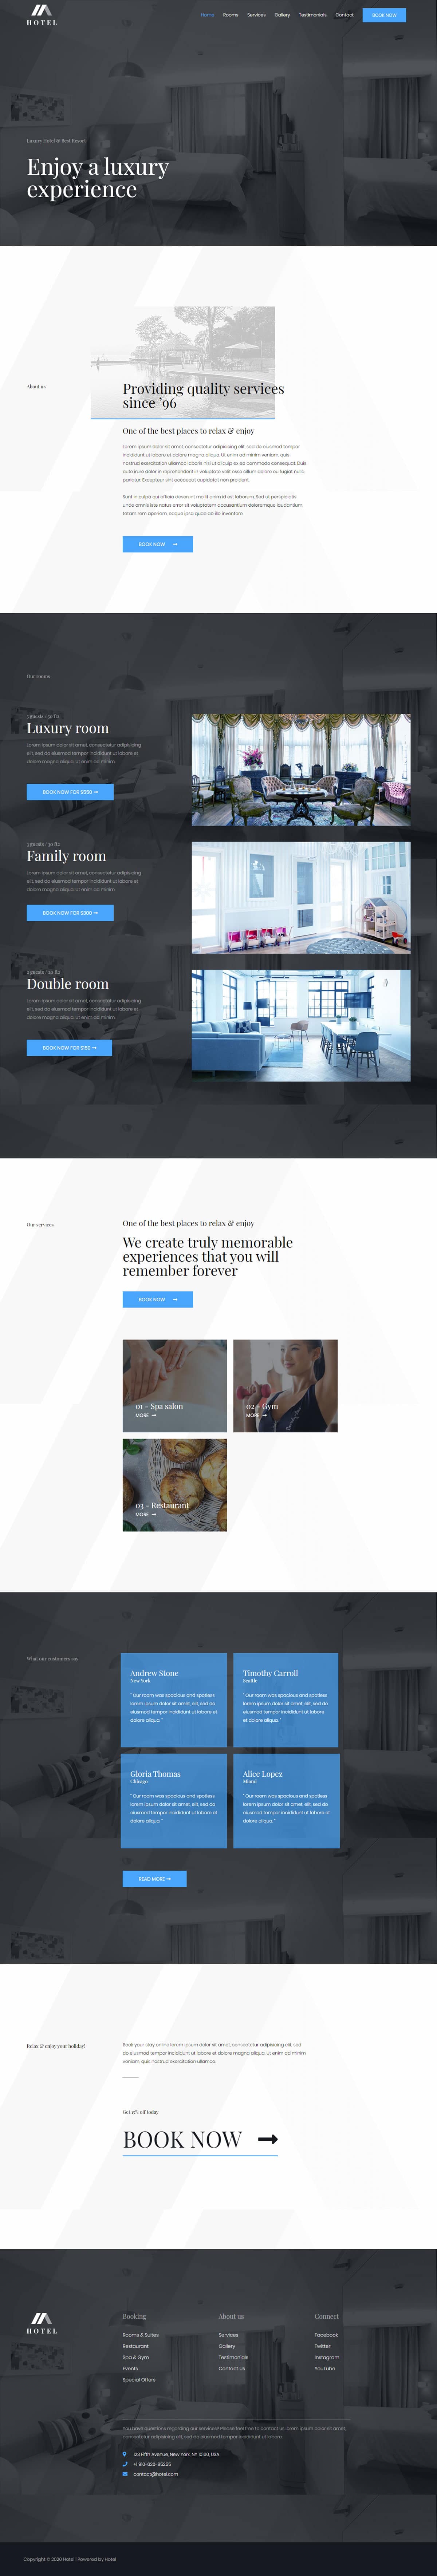 HOTEL
Home Rooms Services Gallery Testimonials Contact BOOK NOW
Luxury Hotel & Best Resort
Enjoy a luxury
experience
About us
Providing quality services
since '96
One of the best places to relax & enjoy
Lorem ipsum dolor sit amet, consectetur adipisicing elit, sed do eiusmod tempor
incididunt ut labore et dolore magna aliqua. Ut enim ad minim veniam, quis
nostrud exercitation ullamco laboris nisi ut aliquip ex ea commodo consequat. Duis
aute irure dolor in reprehenderit in voluptate velit esse cillum dolore eu fugiat nulla
pariatur. Excepteur sint occaecat cupidatat non proident.
Sunt in culpa qui officia deserunt mollit anim id est laborum. Sed ut perspiciatis
unde omnis iste natus error sit voluptatem accusantium doloremque laudantium,
totam rem aperiam, eaque ipsa quae ab illo inventore.
BOOK NOW
Our rooms
Luxury room
Lorem ipsum dolor sit amet, consectetur adipisicing
elit, sed do eiusmod tempor incididunt ut labore et
dolore magna aliqua. Ut enim ad minim.
BOOK NOW FOR $550
3 guests / 30 ft2
Family room
Lorem ipsum dolor sit amet, consectetur adipisicing
elit, sed do eiusmod tempor incididunt ut labore et
dolore magna aliqua. Ut enim ad minim.
BOOK NOW FOR $300
Double room
Lorem ipsum dolor sit amet, consectetur adipisicing
elit, sed do eiusmod tempor incididunt ut labore et
dolore magna aliqua. Ut enim ad minim.
BOOK NOW FOR $150
Our services
One of the best places to relax & enjoy
We create truly memorable
experiences that you will
remember forever
BOOK NOW
01 - Spa salon
MORE
02 - Gym
MORE
03 - Restaurant
MORE
What our customers say
Andrew Stone
New York
" Our room was spacious and spotless
lorem ipsum dolor sit amet, elit, sed do
eiusmod tempor incididunt ut labore et
dolore aliqua. "
Timothy Carroll
Seattle
" Our room was spacious and spotless
lorem ipsum dolor sit amet, elit, sed do
eiusmod tempor incididunt ut labore
et dolore aliqua. "
Gloria Thomas
Chicago
" Our room was spacious and spotless
lorem ipsum dolor sit amet, elit, sed do
eiusmod tempor incididunt ut labore et
dolore aliqua. "
Alice Lopez
Miami
" Our room was spacious and spotless
lorem ipsum dolor sit amet, elit, sed do
eiusmod tempor incididunt ut labore et
dolore aliqua. "
READ MORE
Relax & enjoy your holiday!
Book your stay online lorem ipsum dolor sit amet, consectetur adipisicing elit, sed
do eiusmod tempor incididunt ut labore et dolore magna aliqua. Ut enim ad minim
veniam, quis nostrud exercitation ullamco.
Get 15% off today
BOOK NOW
HOTEL
Booking
Rooms & Suites
Restaurant
Spa & Gym
Events
Special Offers
About us
Services
Gallery
Testimonials
Contact Us
Connect
Facebook
Twitter
Instagram
YouTube
You have questions regarding our services? Please feel free to contact us lorem ipsum dolor sit amet,
consectetur adipisicing elit, sed do eiusmod tempor incididunt.
123 Fifth Avenue, New York, NY 10160, USA
contact@hotel.com
Copyright © 2020 Hotel | Powered by Hotel